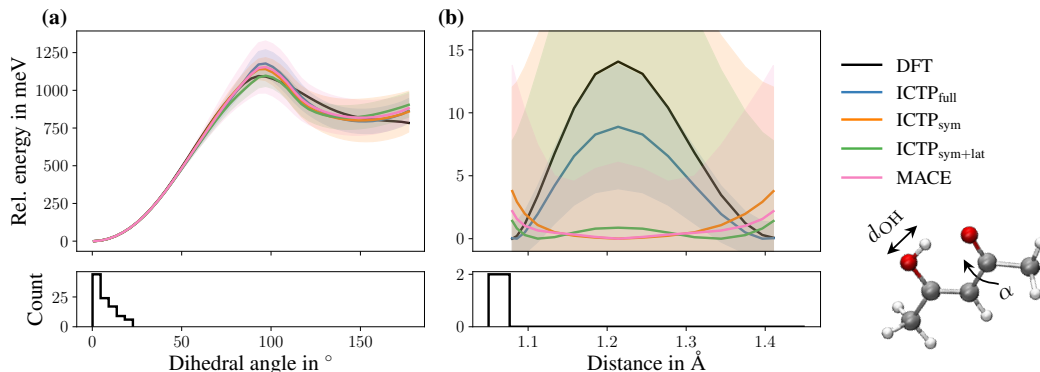 (a)
(b)
Rel. energy in meV
1250
1000
750
500
250
0
15
10
5
0
Count
25
0
2
0
0
50
100
150
1.1
1.2
1.3
1.4
Dihedral angle in °
Distance in Å
DFT
ICTP_full
ICTP_sym
ICTP_sym+lat
MACE
d_OH
α